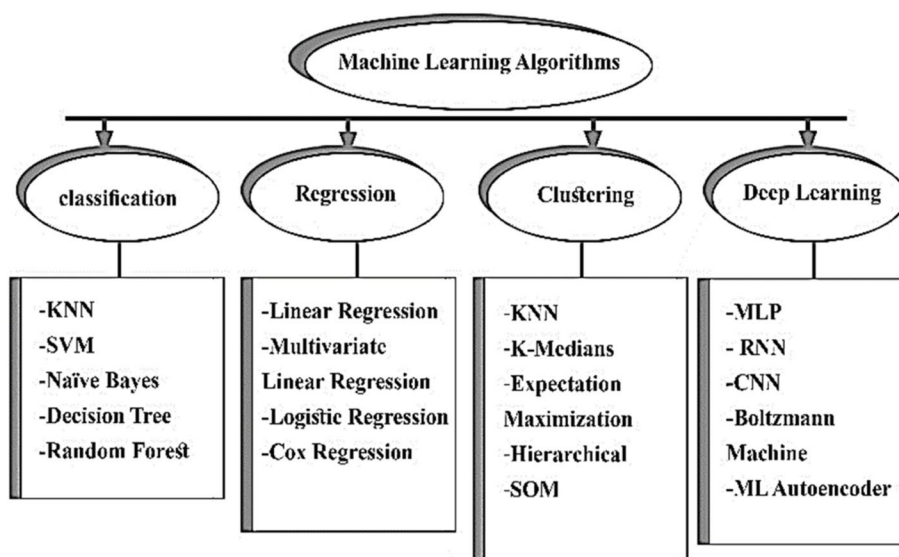 Machine Learning Algorithms
classification
Regression
Clustering
Deep Learning
-KNN
-SVM
-Naïve Bayes
-Decision Tree
-Random Forest
-Linear Regression
-Multivariate
Linear Regression
-Logistic Regression
-Cox Regression
-KNN
-K-Medians
-Expectation
Maximization
-Hierarchical
-SOM
-MLP
- RNN
-CNN
-Boltzmann
Machine
-ML Autoencoder